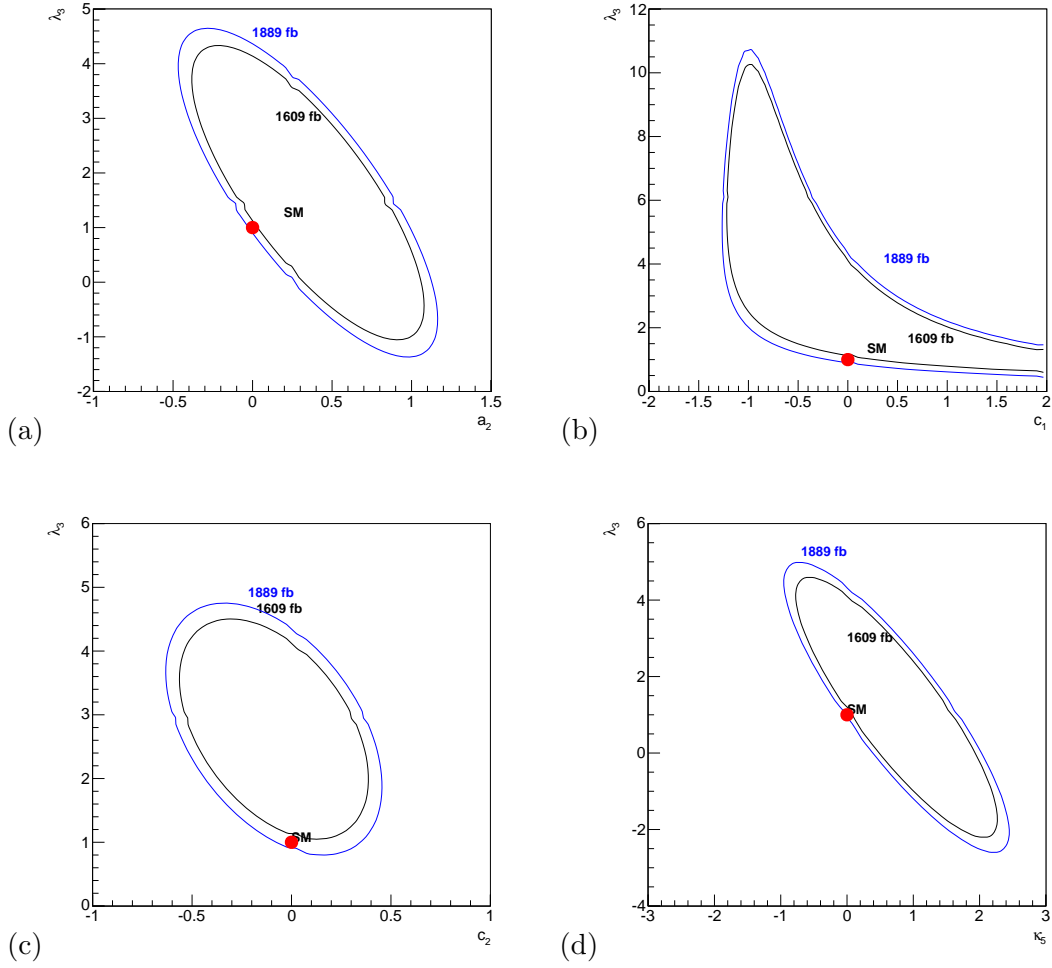 λ₃
5
4
3
2
1
0
-1
-2
1889 fb
1609 fb
SM
-1 -0.5 0 0.5 1 1.5
a₂
(a)
λ₃
12
10
8
6
4
2
0
1889 fb
1609 fb
SM
-2 -1.5 -1 -0.5 0 0.5 1 1.5 2
c₁
(b)
λ₃
6
5
4
3
2
1
0
1889 fb
1609 fb
SM
-1 -0.5 0 0.5 1
c₂
(c)
λ₃
6
4
2
0
-2
-4
1889 fb
1609 fb
SM
-3 -2 -1 0 1 2 3
κ₅
(d)